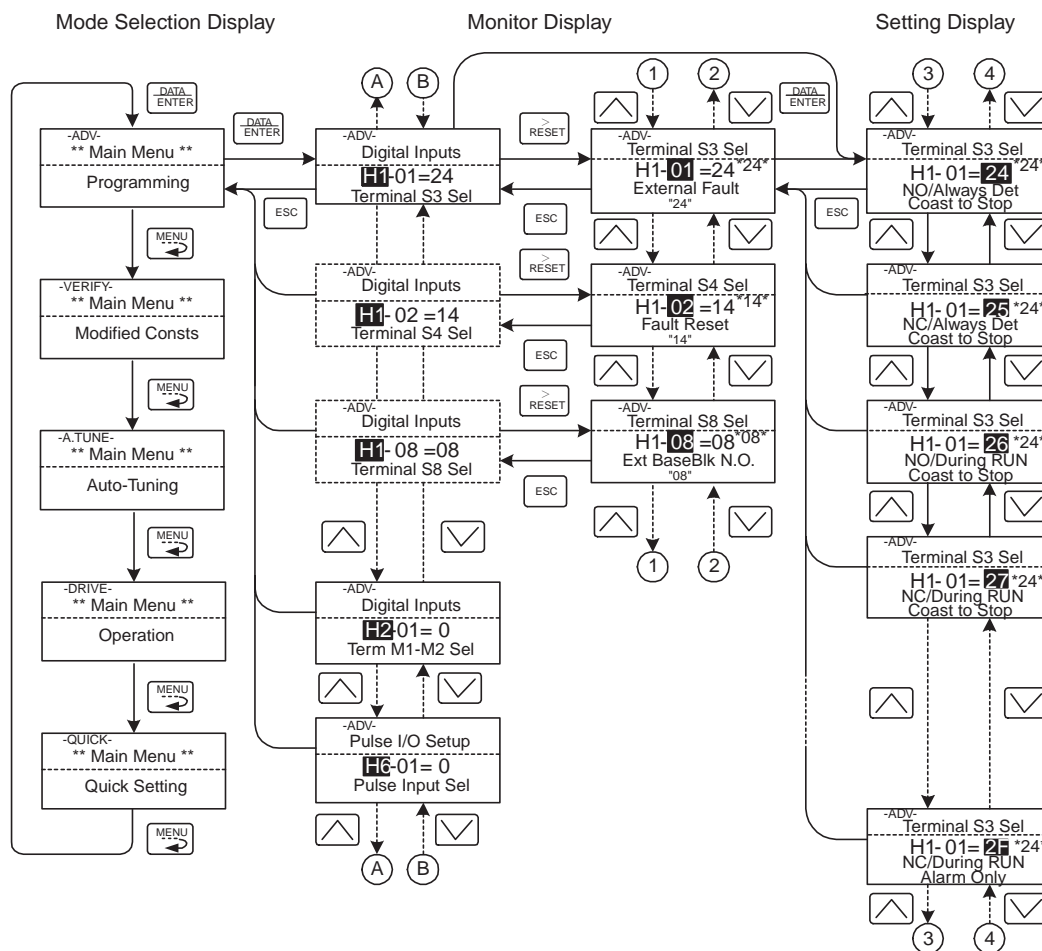 Mode Selection Display
Monitor Display
Setting Display
DATA
ENTER
-ADV-
** Main Menu **
Programming
MENU
-VERIFY-
** Main Menu **
Modified Consts
MENU
-A.TUNE-
** Main Menu **
Auto-Tuning
MENU
-DRIVE-
** Main Menu **
Operation
MENU
-QUICK-
** Main Menu **
Quick Setting
MENU
DATA
ENTER
ESC
A
B
-ADV-
Digital Inputs
H1-01=24
Terminal S3 Sel
-ADV-
Digital Inputs
H1- 02 =14
Terminal S4 Sel
-ADV-
Digital Inputs
H1- 08 =08
Terminal S8 Sel
-ADV-
Digital Inputs
H2-01= 0
Term M1-M2 Sel
-ADV-
Pulse I/O Setup
H6-01= 0
Pulse Input Sel
A
B
>
RESET
ESC
>
RESET
ESC
>
RESET
ESC
1
2
-ADV-
Terminal S3 Sel
H1- 01 =24 *24*
External Fault
"24"
-ADV-
Terminal S4 Sel
H1- 02 =14 *14*
Fault Reset
"14"
-ADV-
Terminal S8 Sel
H1- 08 =08 *08*
Ext BaseBlk N.O.
"08"
1
2
DATA
ENTER
ESC
3
4
-ADV-
Terminal S3 Sel
H1- 01= 24 *24*
NO/Always Det
Coast to Stop
-ADV-
Terminal S3 Sel
H1- 01= 25 *24*
NC/Always Det
Coast to Stop
-ADV-
Terminal S3 Sel
H1- 01= 26 *24*
NO/During RUN
Coast to Stop
-ADV-
Terminal S3 Sel
H1- 01= 27 *24*
NC/During RUN
Coast to Stop
-ADV-
Terminal S3 Sel
H1- 01= 2F *24*
NC/During RUN
Alarm Only
3
4